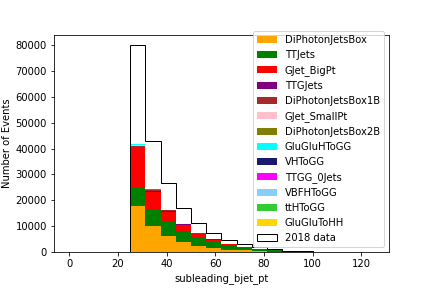 80000
70000
60000
50000
40000
30000
20000
10000
0
Number of Events
0 20 40 60 80 100 120
subleading_bjet_pt
DiPhotonJetsBox
TTJets
GJet_BigPt
TTGJets
DiPhotonJetsBox1B
GJet_SmallPt
DiPhotonJetsBox2B
GluGluHToGG
VHToGG
TTGG_0Jets
VBFHToGG
ttHToGG
GluGluToHH
2018 data